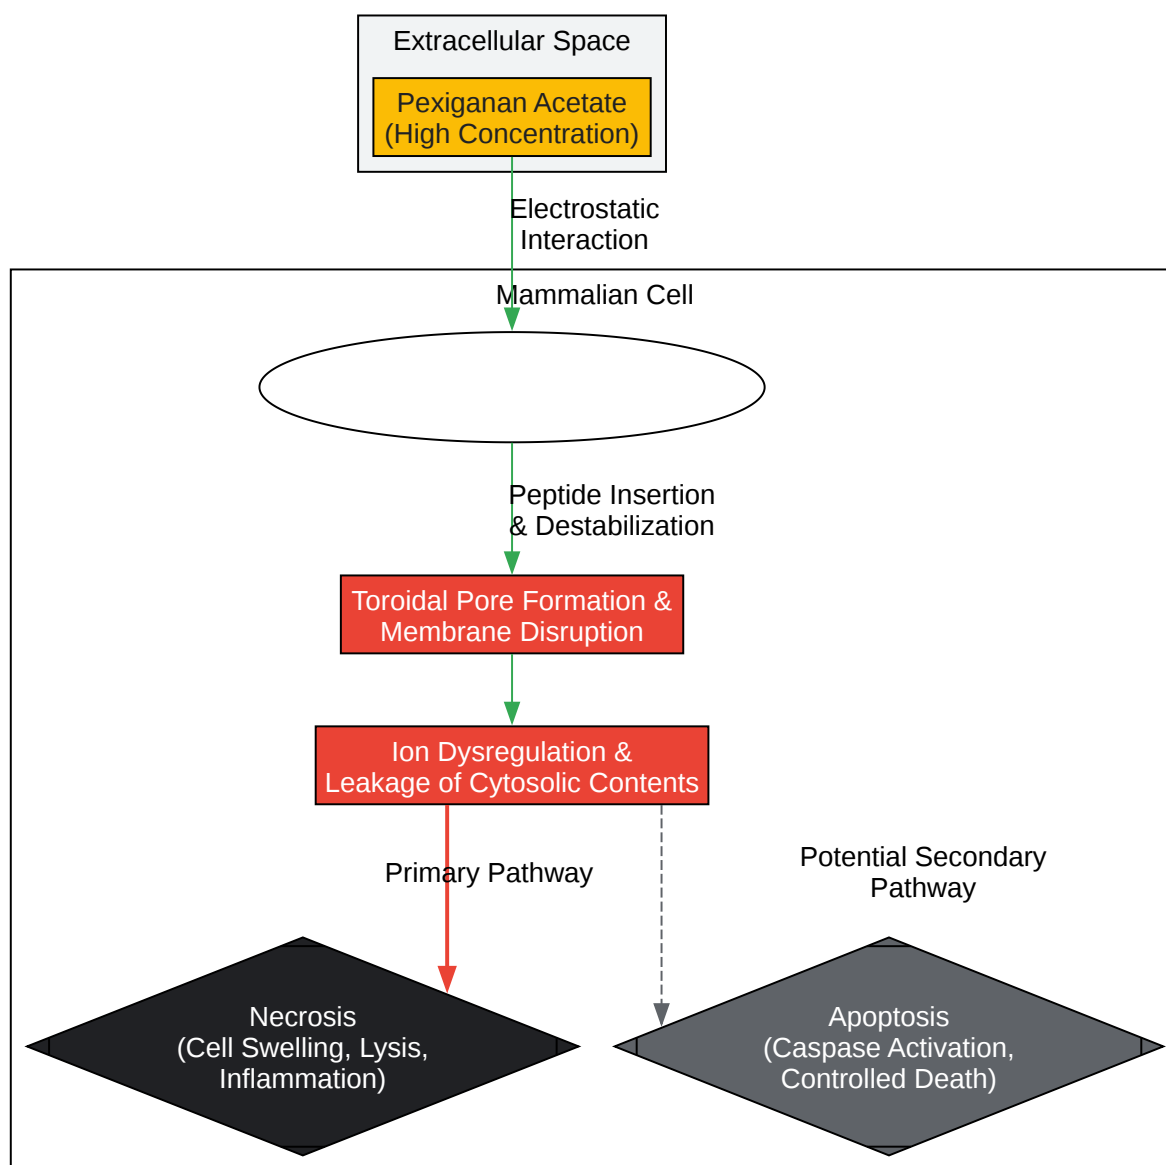 Extracellular Space
Pexiganan Acetate
(High Concentration)
Electrostatic
Interaction
Mammalian Cell
Peptide Insertion
& Destabilization
Toroidal Pore Formation &
Membrane Disruption
Ion Dysregulation &
Leakage of Cytosolic Contents
Primary Pathway
Potential Secondary
Pathway
Necrosis
(Cell Swelling, Lysis,
Inflammation)
Apoptosis
(Caspase Activation,
Controlled Death)